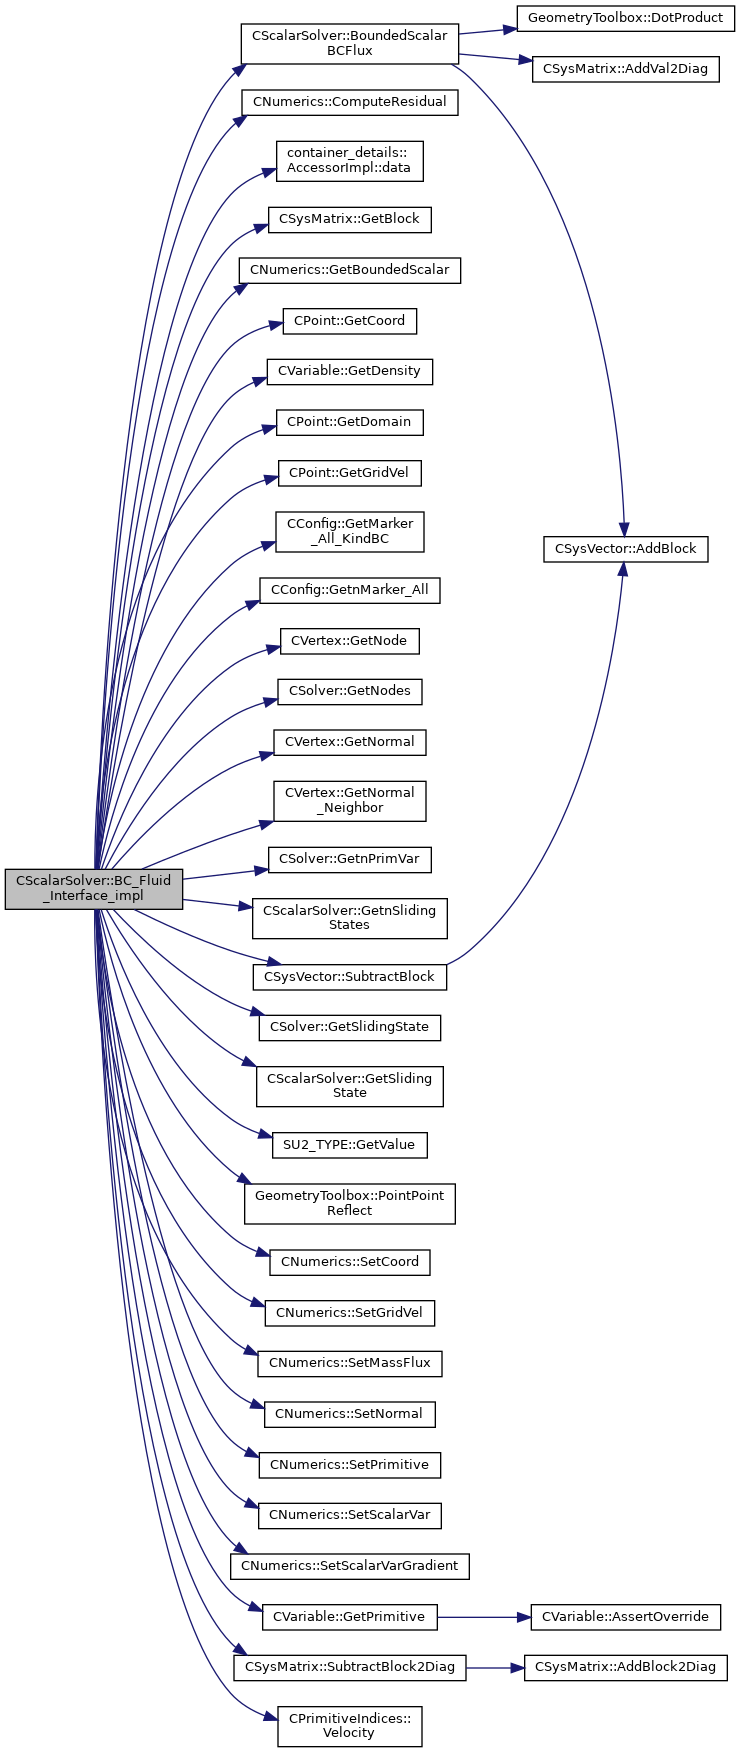 CScalarSolver::BoundedScalar
BCFlux
GeometryToolbox::DotProduct
CSysMatrix::AddVal2Diag
CNumerics::ComputeResidual
container_details::
AccessorImpl::data
CSysMatrix::GetBlock
CNumerics::GetBoundedScalar
CPoint::GetCoord
CVariable::GetDensity
CPoint::GetDomain
CPoint::GetGridVel
CConfig::GetMarker
_All_KindBC
CSysVector::AddBlock
CConfig::GetnMarker_All
CVertex::GetNode
CSolver::GetNodes
CVertex::GetNormal
CVertex::GetNormal
_Neighbor
CSolver::GetnPrimVar
CScalarSolver::BC_Fluid
_Interface_impl
CScalarSolver::GetnSliding
States
CSysVector::SubtractBlock
CSolver::GetSlidingState
CScalarSolver::GetSliding
State
SU2_TYPE::GetValue
GeometryToolbox::PointPoint
Reflect
CNumerics::SetCoord
CNumerics::SetGridVel
CNumerics::SetMassFlux
CNumerics::SetNormal
CNumerics::SetPrimitive
CNumerics::SetScalarVar
CNumerics::SetScalarVarGradient
CVariable::GetPrimitive
CVariable::AssertOverride
CSysMatrix::SubtractBlock2Diag
CSysMatrix::AddBlock2Diag
CPrimitiveIndices::
Velocity